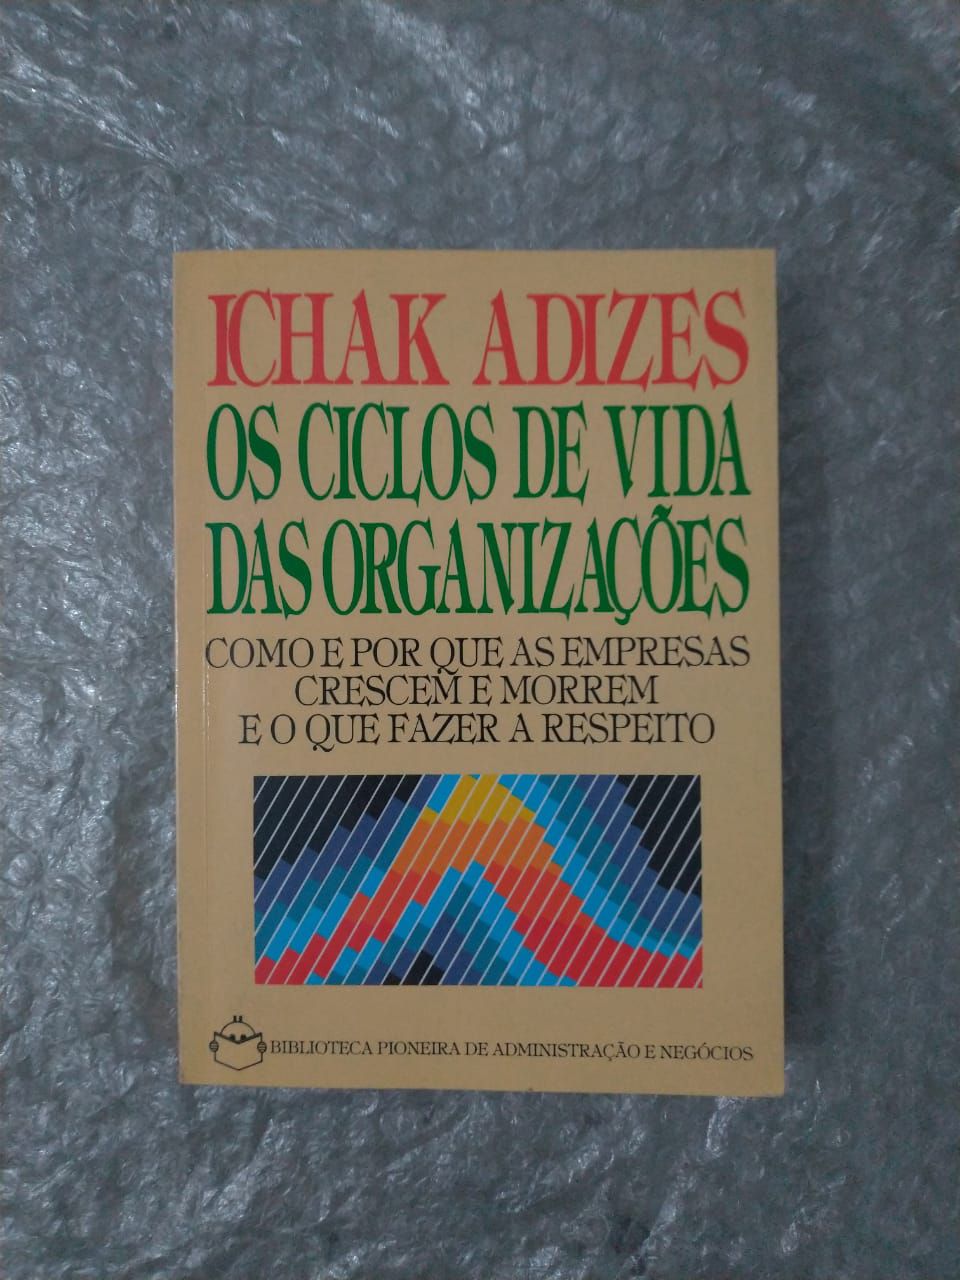 ICHAK ADIZES
OS CICLOS DE VIDA
DAS ORGANIZAÇÕES
COMO E POR QUE AS EMPRESAS
CRESCEM E MORREM
E O QUE FAZER A RESPEITO
BIBLIOTECA PIONEIRA DE ADMINISTRAÇÃO E NEGÓCIOS